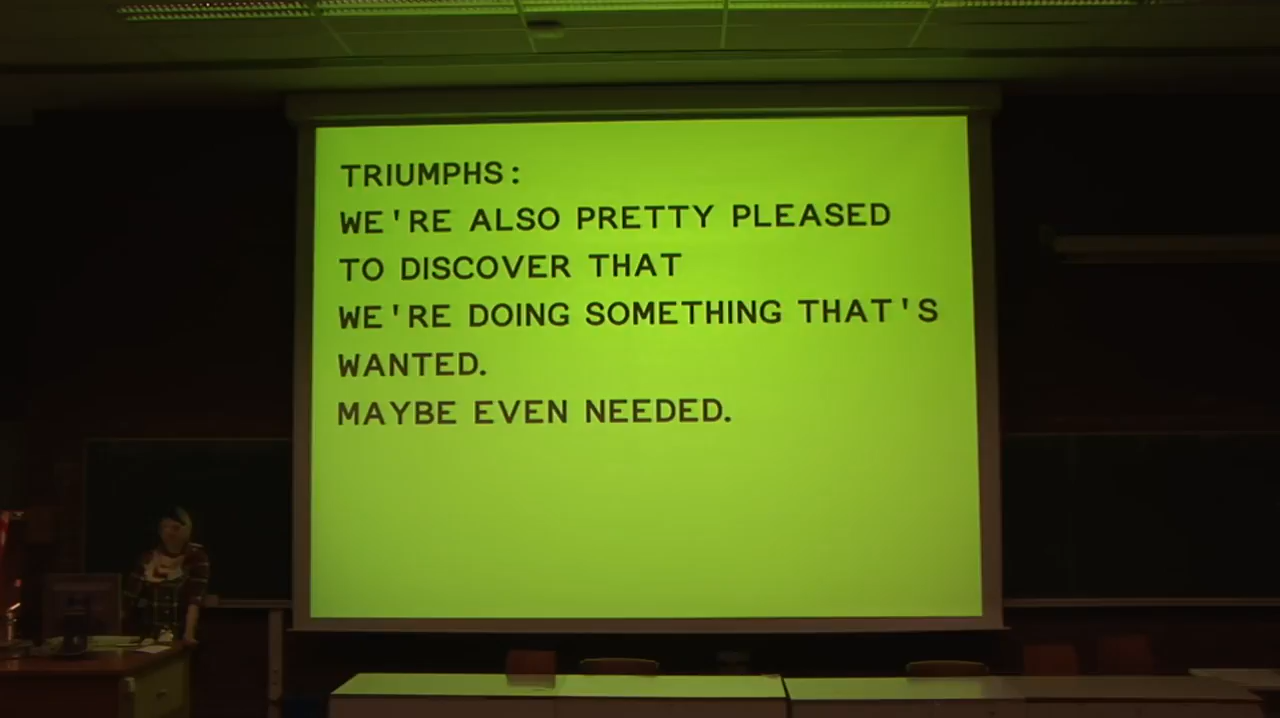 TRIUMPHS:
WE'RE ALSO PRETTY PLEASED
TO DISCOVER THAT
WE'RE DOING SOMETHING THAT'S
WANTED.
MAYBE EVEN NEEDED.